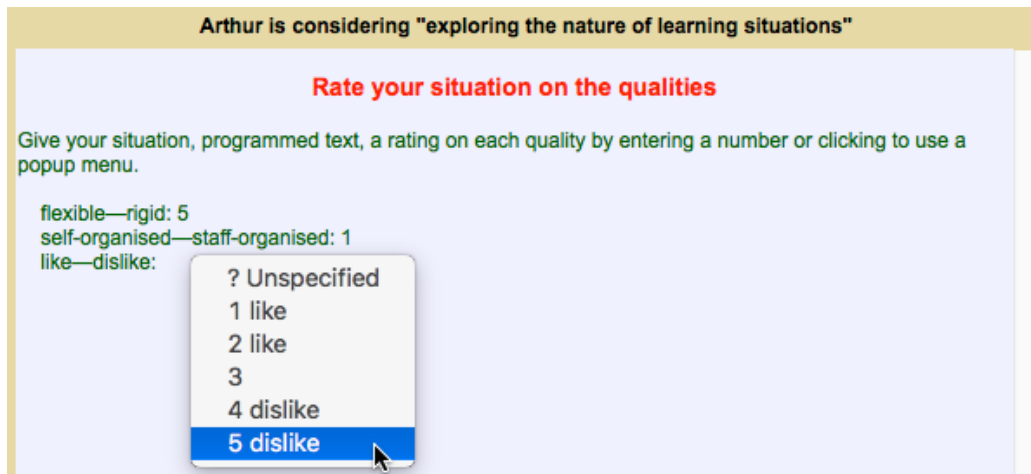 Arthur is considering "exploring the nature of learning situations"
Rate your situation on the qualities
Give your situation, programmed text, a rating on each quality by entering a number or clicking to use a
popup menu.
flexible—rigid: 5
self-organised—staff-organised: 1
like—dislike:
? Unspecified
1 like
2 like
3
4 dislike
5 dislike